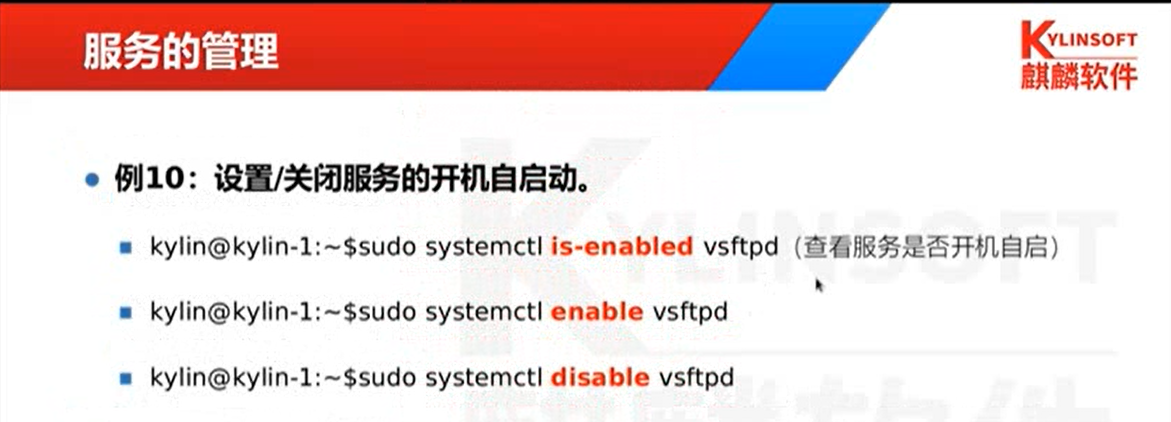 服务的管理
KYLINSOFT
麒麟软件
例10：设置/关闭服务的开机自启动。
kylin@kylin-1:~$sudo systemctl is-enabled vsftpd（查看服务是否开机自启）
kylin@kylin-1:~$sudo systemctl enable vsftpd
kylin@kylin-1:~$sudo systemctl disable vsftpd